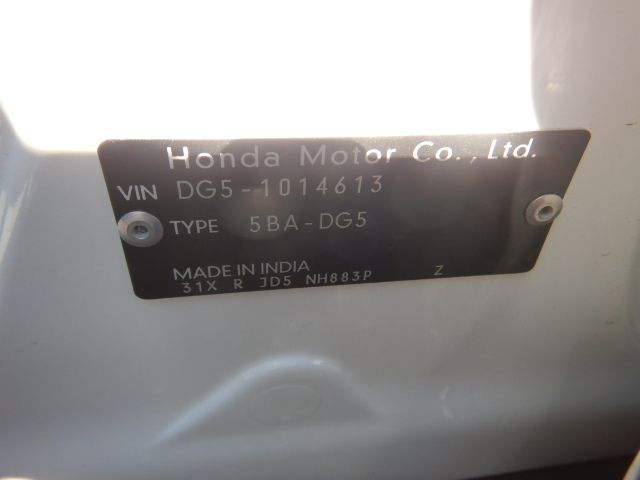 Honda Motor Co., Ltd.
VIN DG5-1014613
TYPE 5BA-DG5
MADE IN INDIA
31X R JD5 NH883P Z